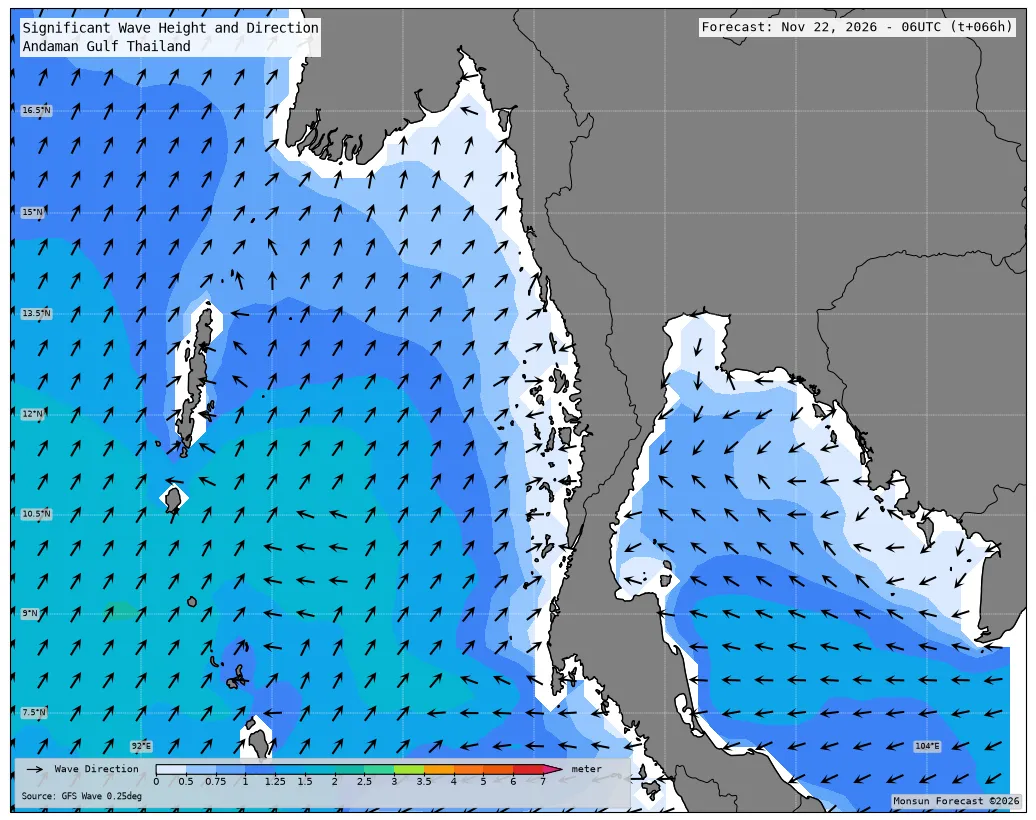 Significant Wave Height and Direction
Andaman Gulf Thailand
Forecast: Nov 22, 2026 - 06UTC (t+066h)
16.5°N
15°N
13.5°N
12°N
10.5°N
9°N
7.5°N
92°E
104°E
Wave Direction
0 0.5 0.75 1 1.25 1.5 2 2.5 3 3.5 4 5 6 7 meter
Source: GFS Wave 0.25deg
Monsun Forecast ©2026